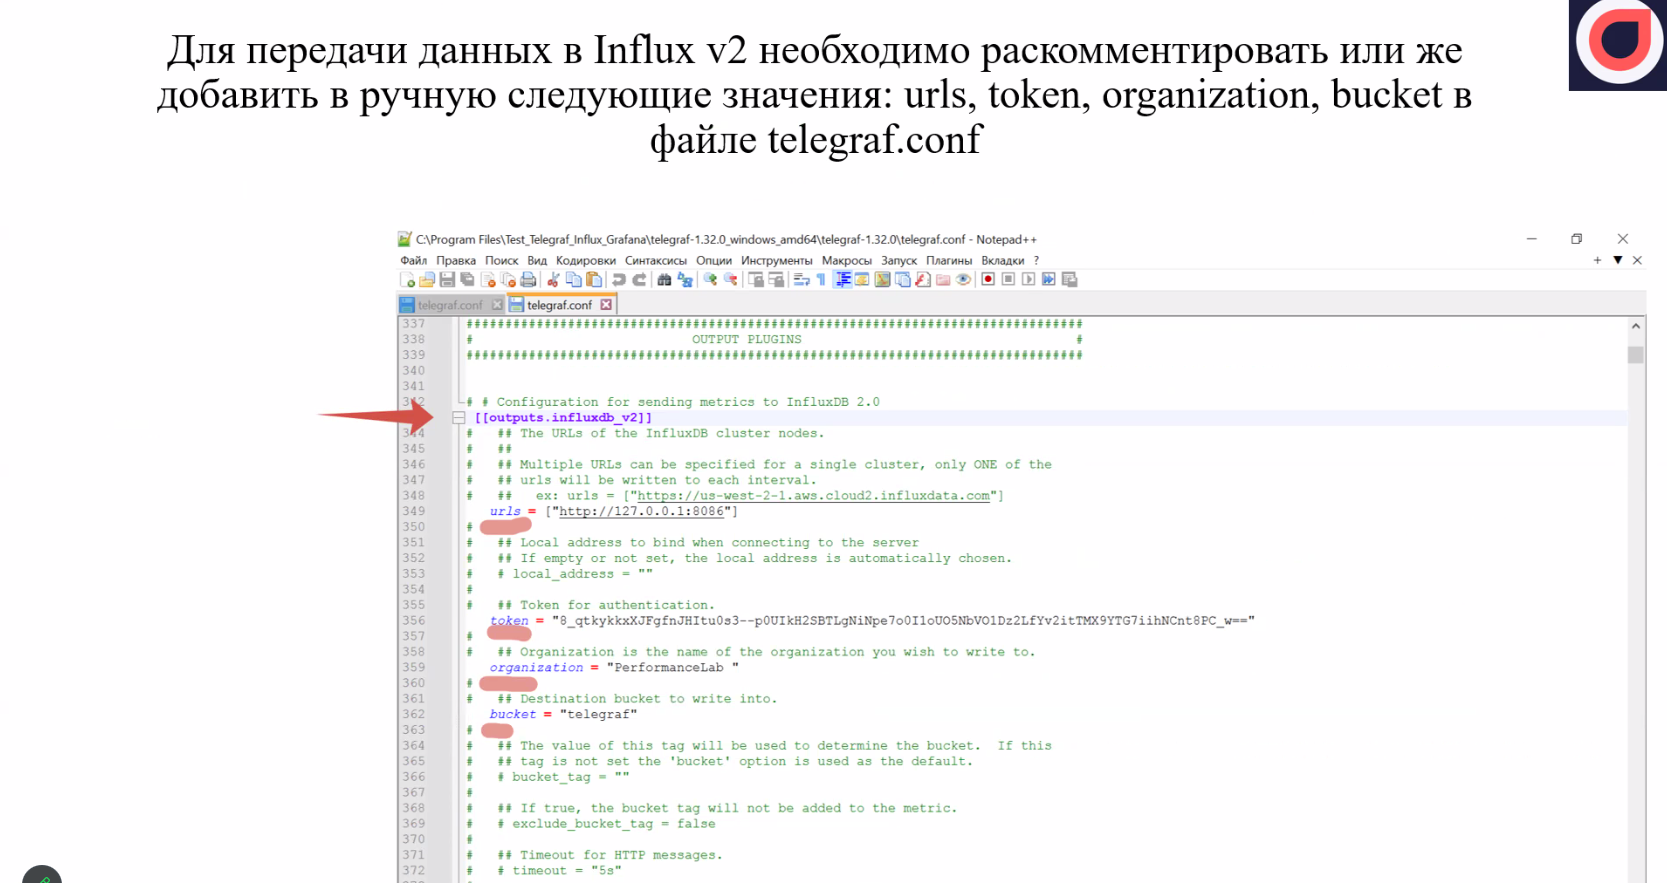 Для передачи данных в Influx v2 необходимо раскомментировать или же
добавить в ручную следующие значения: urls, token, organization, bucket в
файле telegraf.conf
C:\Program Files\Test_Telegraf_Influx_Grafana\telegraf-1.32.0_windows_amd64\telegraf-1.32.0\telegraf.conf - Notepad++
Файл Правка Поиск Вид Кодировки Синтаксисы Опции Инструменты Макросы Запуск Плагины Вкладки ?
telegraf.conf telegraf.conf
337 ###############################################################################
338 # OUTPUT PLUGINS #
339 ###############################################################################
340
341
342 # # Configuration for sending metrics to InfluxDB 2.0
[[outputs.influxdb_v2]]
344 # ## The URLs of the InfluxDB cluster nodes.
345 # ##
346 # ## Multiple URLs can be specified for a single cluster, only ONE of the
347 # ## urls will be written to each interval.
348 # ## ex: urls = ["https://us-west-2-1.aws.cloud2.influxdata.com"]
349 urls = ["http://127.0.0.1:8086"]
350 #
351 # ## Local address to bind when connecting to the server
352 # ## If empty or not set, the local address is automatically chosen.
353 # # local_address = ""
354 #
355 # ## Token for authentication.
356 token = "8_qtkykkxXJFgfnJHItu0s3--p0UIkH2SBTLgNiNpe7o0IloUO5NbVO1Dz2LfYv2itTMX9YTG7iihNCnt8PC_w=="
357 #
358 # ## Organization is the name of the organization you wish to write to.
359 organization = "PerformanceLab "
360 #
361 # ## Destination bucket to write into.
362 bucket = "telegraf"
363 #
364 # ## The value of this tag will be used to determine the bucket. If this
365 # ## tag is not set the 'bucket' option is used as the default.
366 # # bucket_tag = ""
367 #
368 # ## If true, the bucket tag will not be added to the metric.
369 # # exclude_bucket_tag = false
370 #
371 # ## Timeout for HTTP messages.
372 # # timeout = "5s"